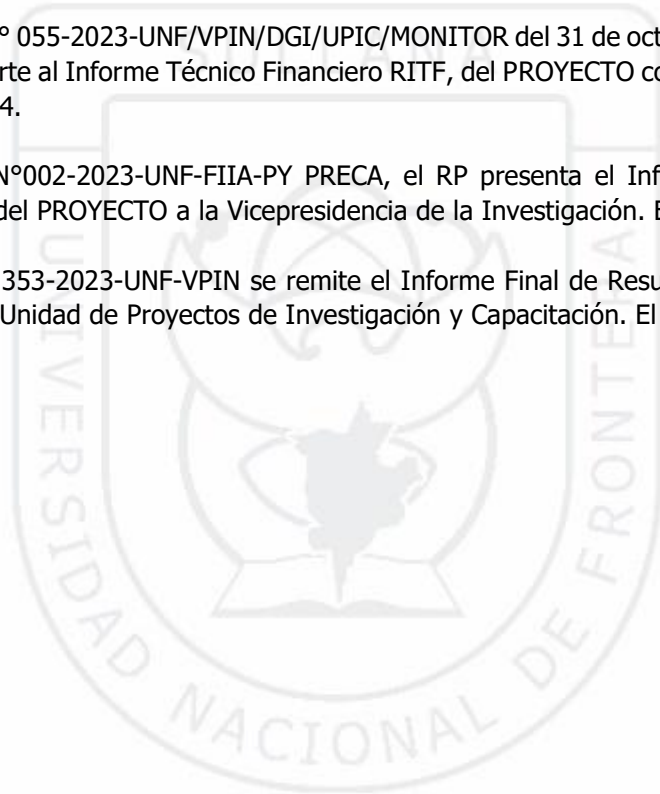 ° 055-2023-UNF/VPIN/DGI/UPIC/MONITOR del 31 de oct
rte al Informe Técnico Financiero RITF, del PROYECTO co
4.
N°002-2023-UNF-FIIA-PY PRECA, el RP presenta el Inf
del PROYECTO a la Vicepresidencia de la Investigación. E
353-2023-UNF-VPIN se remite el Informe Final de Resu
Unidad de Proyectos de Investigación y Capacitación. El
SULLANA
UNIVERSIDAD NACIONAL DE FRONTERA